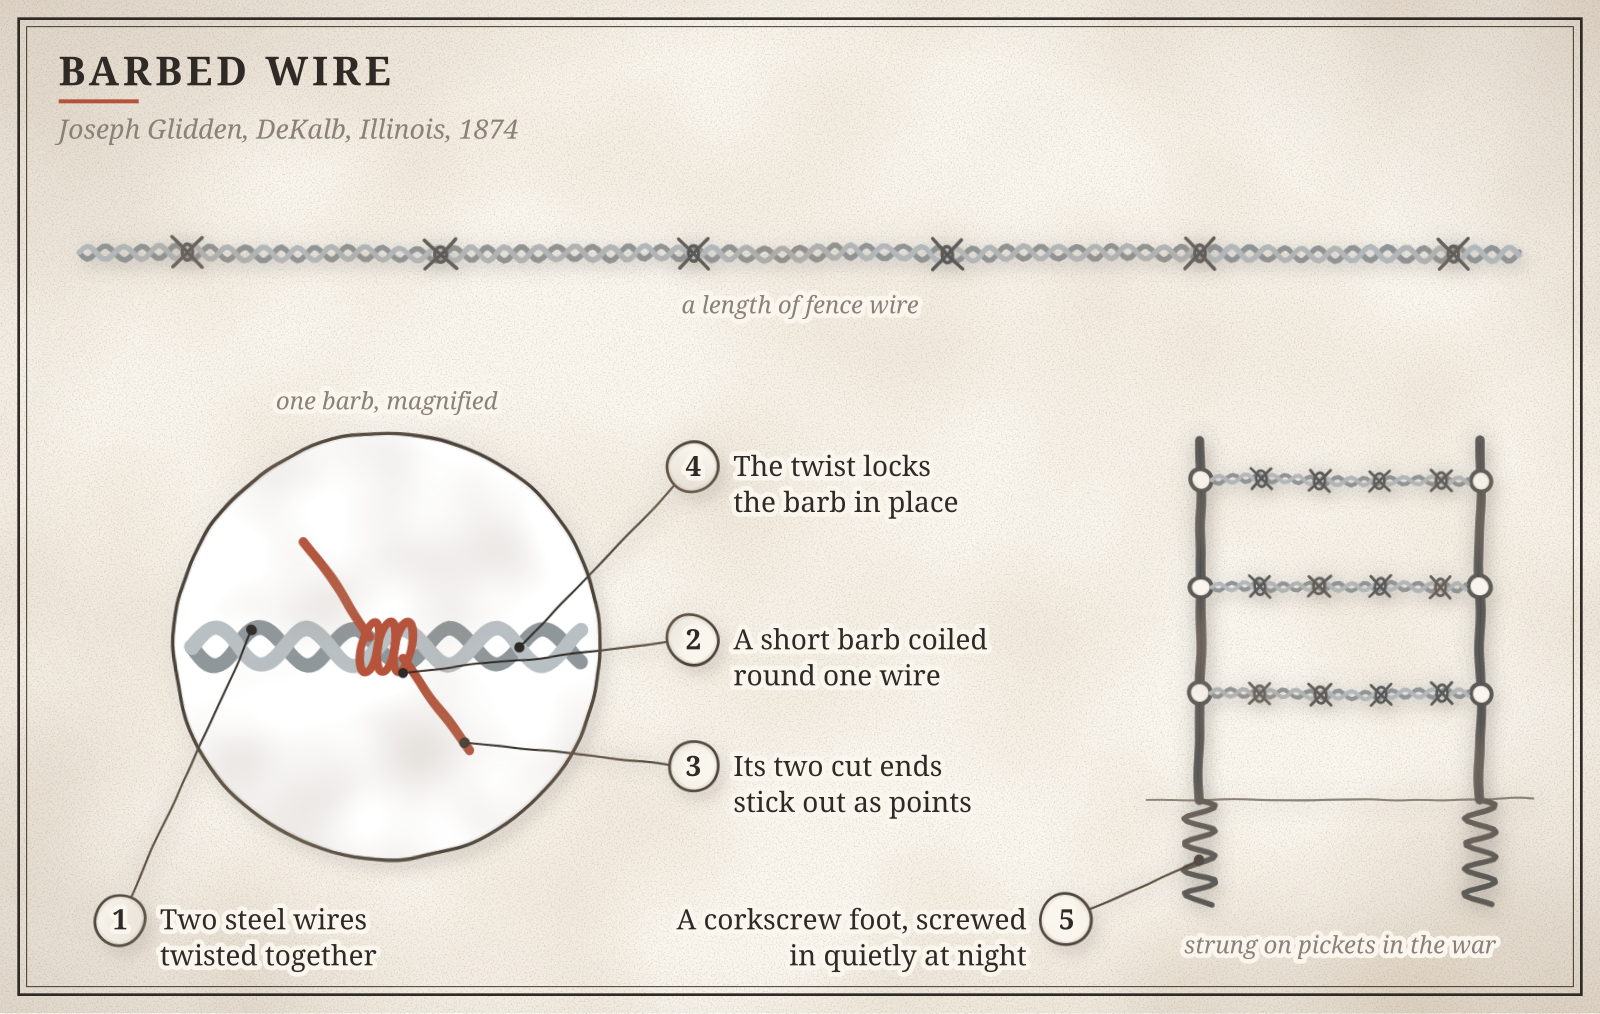 BARBED WIRE
Joseph Glidden, DeKalb, Illinois, 1874
a length of fence wire
one barb, magnified
4 The twist locks
the barb in place
2 A short barb coiled
round one wire
3 Its two cut ends
stick out as points
1 Two steel wires
twisted together
A corkscrew foot, screwed 5
in quietly at night
strung on pickets in the war